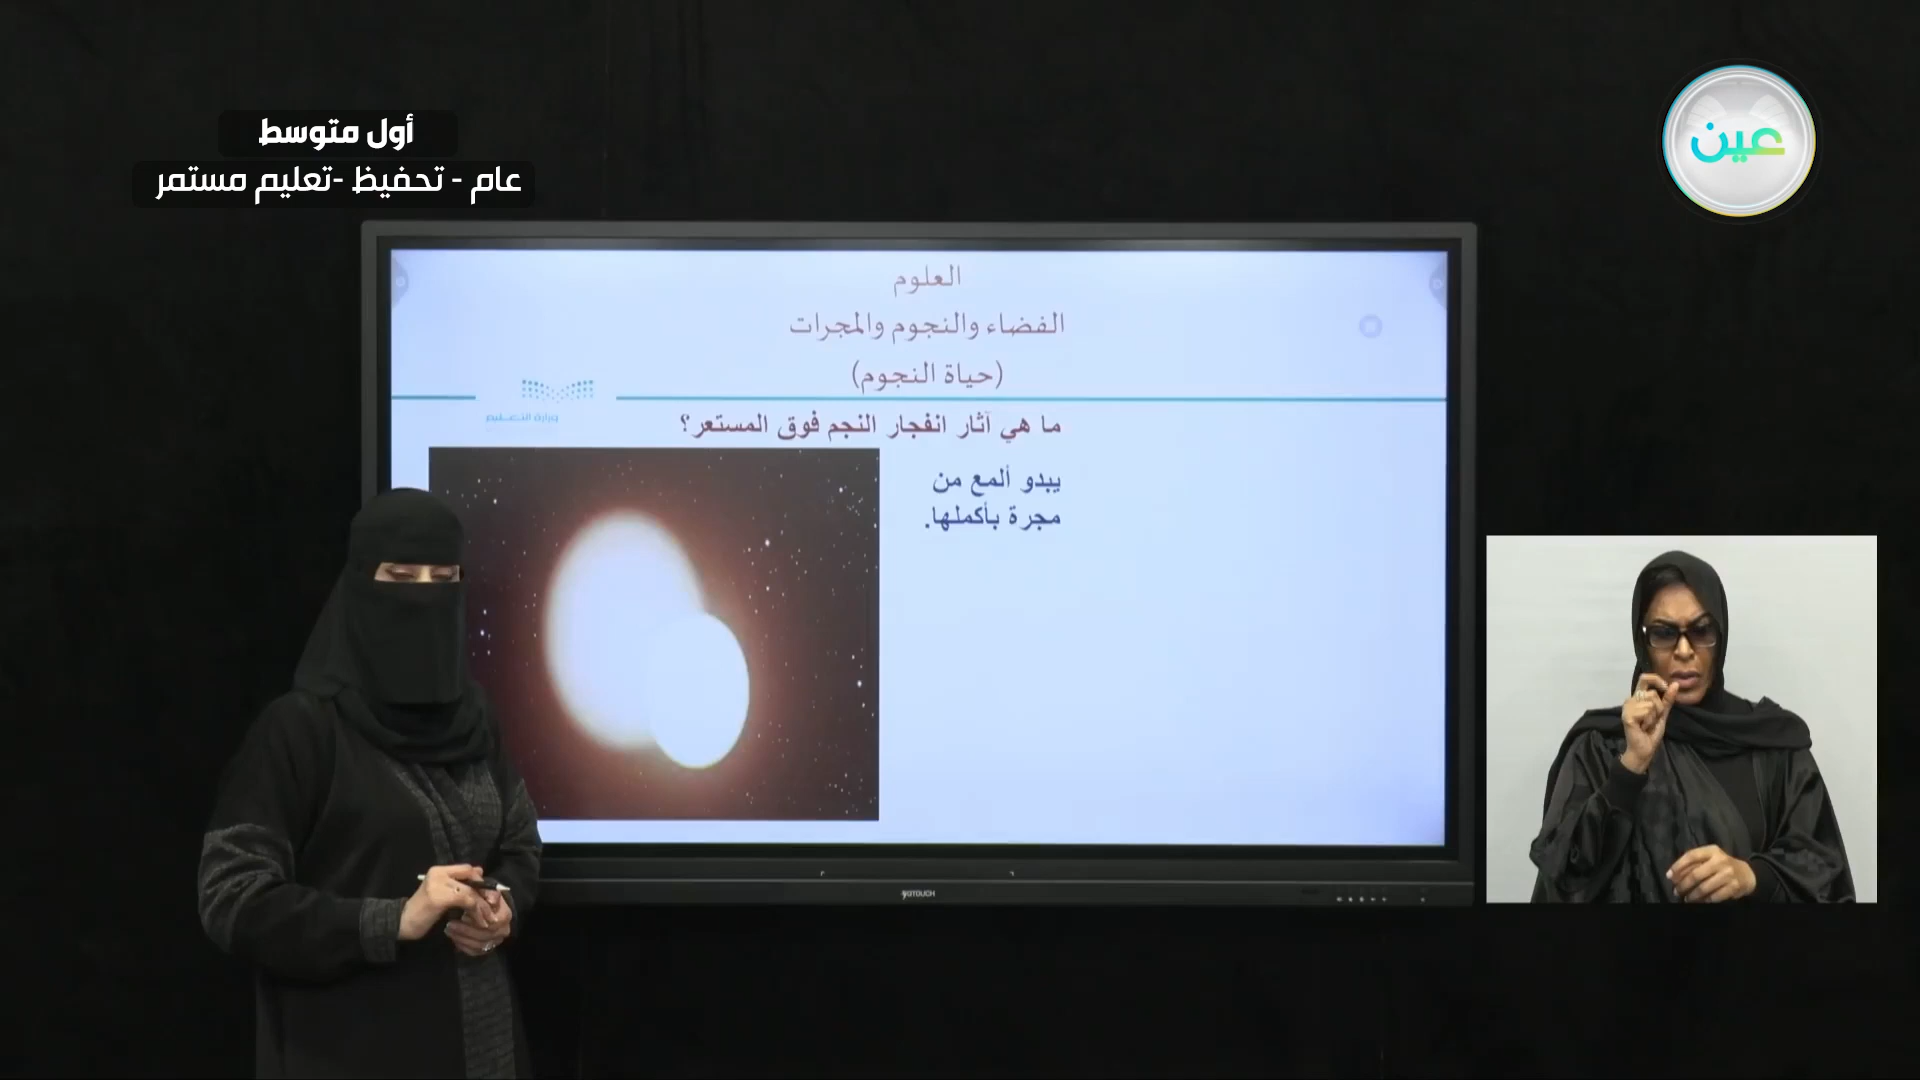 أول متوسط
عام - تحفيظ -تعليم مستمر
عين
العلوم
الفضاء والنجوم والمجرات
(حياة النجوم)
وزارة التعليم
ما هي آثار انفجار النجم فوق المستعر؟
يبدو ألمع من
مجرة بأكملها.
YOTOUCH